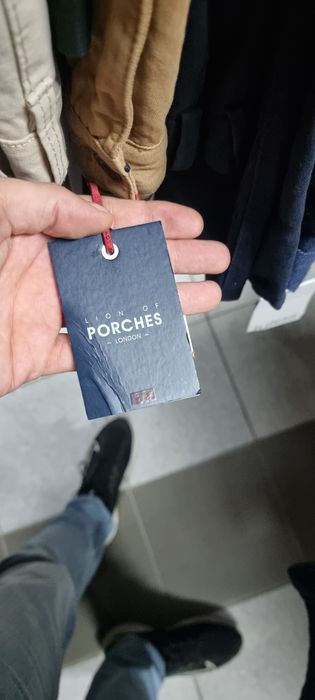 LION OF
PORCHES
– LONDON –